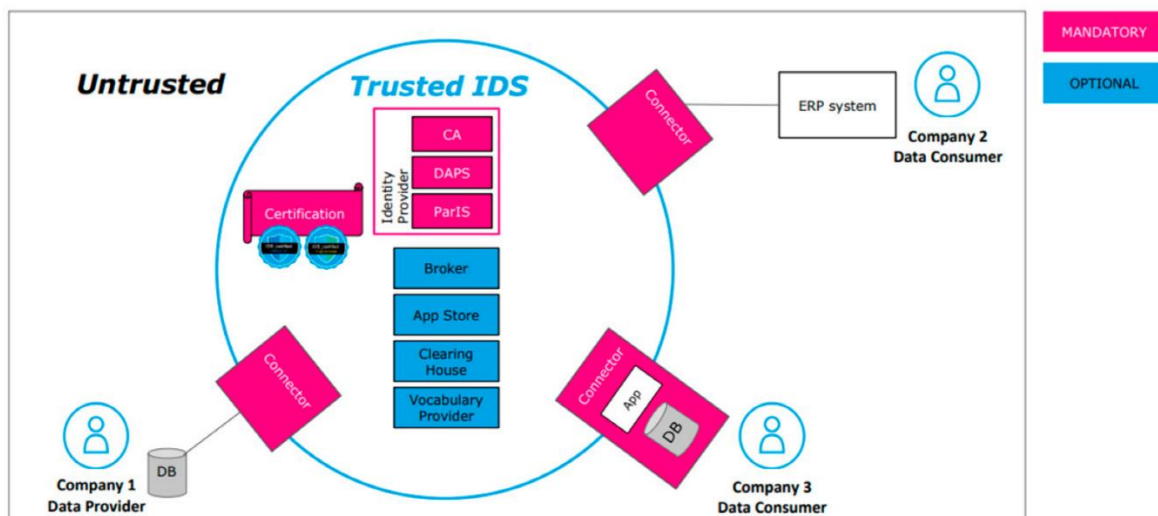 Untrusted
Trusted IDS
MANDATORY
OPTIONAL
Identity
Provider
CA
DAPS
ParIS
Certification
Broker
App Store
Clearing
House
Vocabulary
Provider
Connector
ERP system
Company 2
Data Consumer
Connector
DB
Company 1
Data Provider
Connector
App
DB
Company 3
Data Consumer